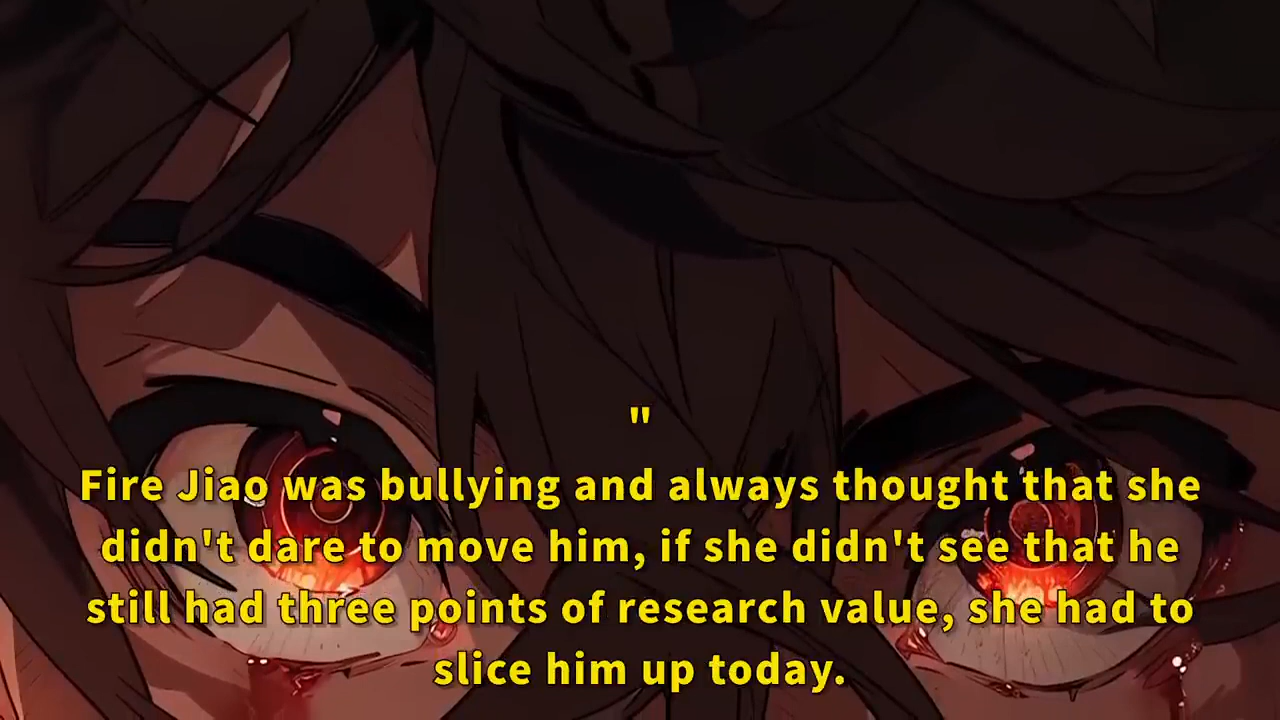 "
Fire Jiao was bullying and always thought that she
didn't dare to move him, if she didn't see that he
still had three points of research value, she had to
slice him up today.